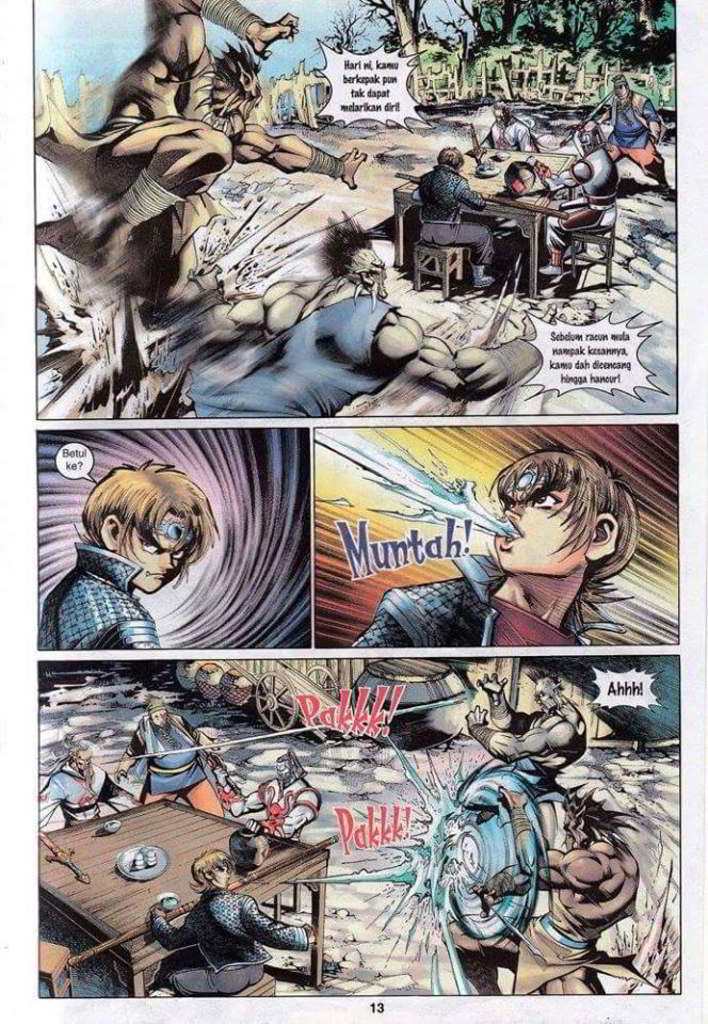 Hari ni, kamu
berkepak pun
tak dapat
melarikan diri!
Sebelum racun mula
nampak kesannya,
kamu dah dicencang
hingga hancur!
Betul
ke?
Muntah!
Pakkk!
Ahhh!
Pakkk!
13